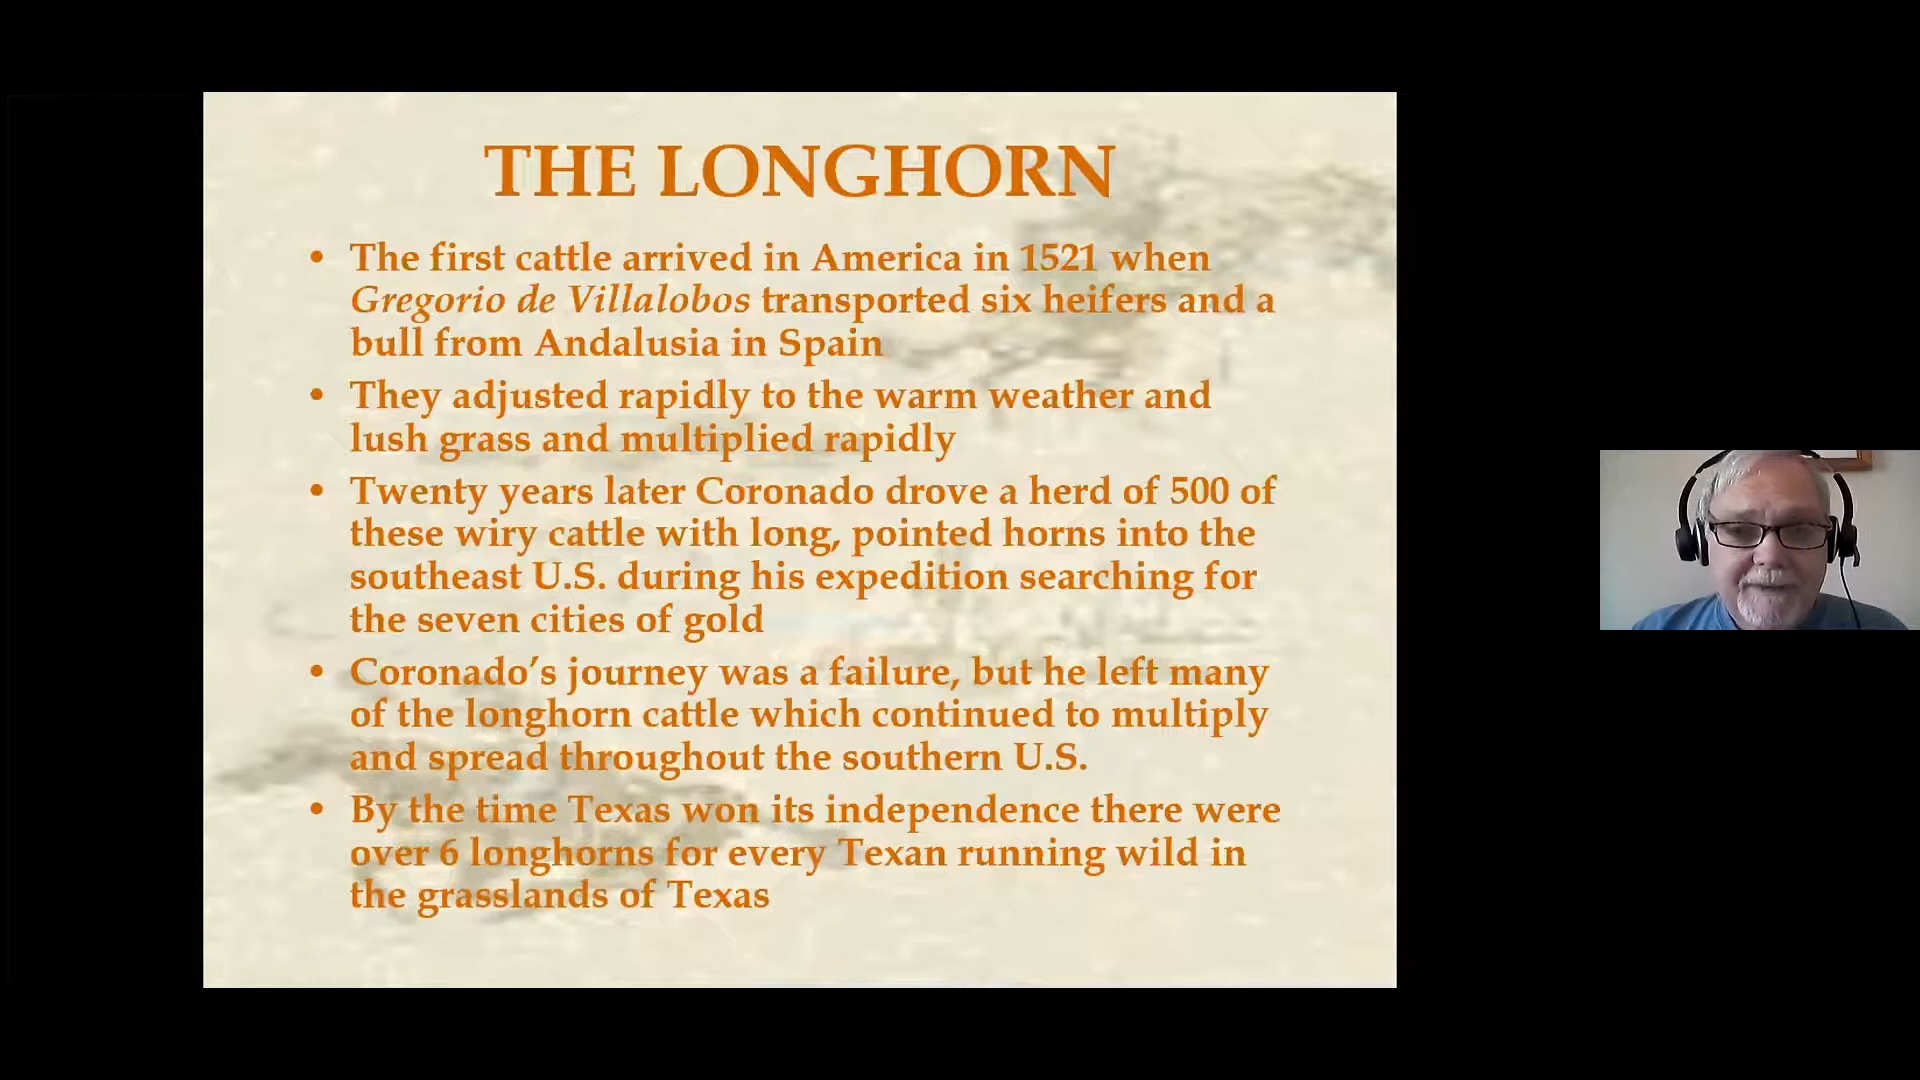 THE LONGHORN
• The first cattle arrived in America in 1521 when
Gregorio de Villalobos transported six heifers and a
bull from Andalusia in Spain
• They adjusted rapidly to the warm weather and
lush grass and multiplied rapidly
• Twenty years later Coronado drove a herd of 500 of
these wiry cattle with long, pointed horns into the
southeast U.S. during his expedition searching for
the seven cities of gold
• Coronado’s journey was a failure, but he left many
of the longhorn cattle which continued to multiply
and spread throughout the southern U.S.
• By the time Texas won its independence there were
over 6 longhorns for every Texan running wild in
the grasslands of Texas